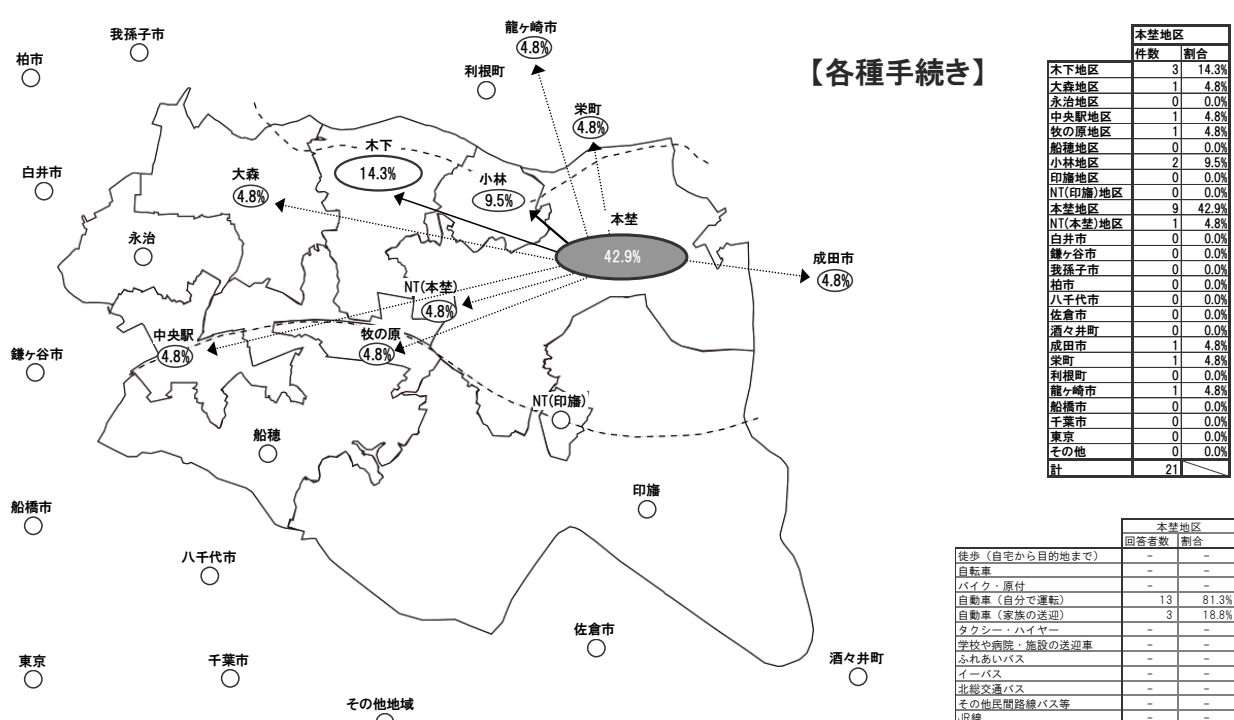 龍ヶ崎市
4.8%
我孫子市
柏市
利根町
【各種手続き】
栄町
4.8%
木下
14.3%
大森
4.8%
小林
9.5%
白井市
本埜
42.9%
永治
成田市
4.8%
NT(本埜)
4.8%
中央駅
4.8%
牧の原
4.8%
鎌ヶ谷市
NT(印旛)
船穂
印旛
船橋市
八千代市
佐倉市
東京
千葉市
酒々井町
その他地域
本埜地区
件数 割合
木下地区 3 14.3%
大森地区 1 4.8%
永治地区 0 0.0%
中央駅地区 1 4.8%
牧の原地区 1 4.8%
船穂地区 0 0.0%
小林地区 2 9.5%
印旛地区 0 0.0%
NT(印旛)地区 0 0.0%
本埜地区 9 42.9%
NT(本埜)地区 1 4.8%
白井市 0 0.0%
鎌ヶ谷市 0 0.0%
我孫子市 0 0.0%
柏市 0 0.0%
八千代市 0 0.0%
佐倉市 0 0.0%
酒々井町 0 0.0%
成田市 1 4.8%
栄町 1 4.8%
利根町 0 0.0%
龍ヶ崎市 1 4.8%
船橋市 0 0.0%
千葉市 0 0.0%
東京 0 0.0%
その他 0 0.0%
計 21
本埜地区
回答者数 割合
徒歩（自宅から目的地まで） - -
自転車 - -
バイク・原付 - -
自動車（自分で運転） 13 81.3%
自動車（家族の送迎） 3 18.8%
タクシー・ハイヤー - -
学校や病院・施設の送迎車 - -
ふれあいバス - -
イーバス - -
北総交通バス - -
その他民間路線バス等 - -
JR線 - -